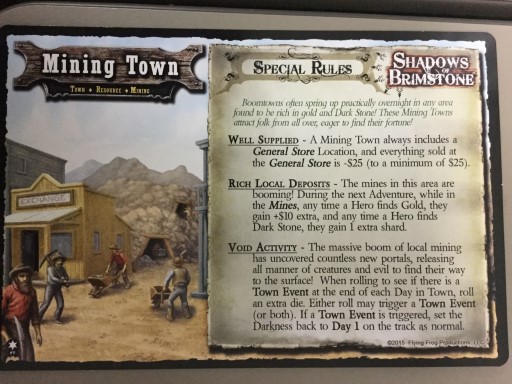 Mining Town
Town ✦ Resource ✦ Mining
EXCHANGE
Special Rules
Shadows
of
Brimstone
Boomtowns often spring up practically overnight in any area
found to be rich in gold and Dark Stone! These Mining Towns
attract folk from all over, eager to find their fortune!
Well Supplied - A Mining Town always includes a
General Store Location, and everything sold at
the General Store is -$25 (to a minimum of $25).
Rich Local Deposits - The mines in this area are
booming! During the next Adventure, while in
the Mines, any time a Hero finds Gold, they
gain +$10 extra, and any time a Hero finds
Dark Stone, they gain 1 extra shard.
Void Activity - The massive boom of local mining
has uncovered countless new portals, releasing
all manner of creatures and evil to find their way
to the surface! When rolling to see if there is a
Town Event at the end of each Day in Town, roll
an extra die. Either roll may trigger a Town Event
(or both). If a Town Event is triggered, set the
Darkness back to Day 1 on the track as normal.
©2015 Flying Frog Productions, LLC